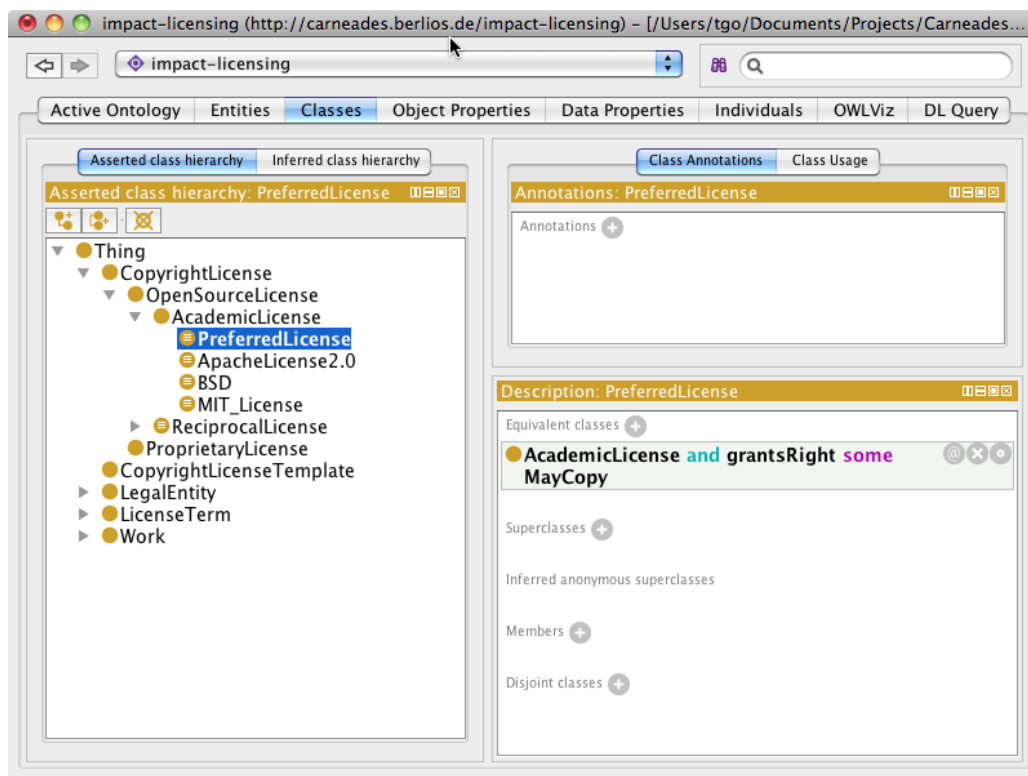 impact-licensing (http://carneades.berlios.de/impact-licensing) – [/Users/tgo/Documents/Projects/Carneades...
impact-licensing
Active Ontology Entities Classes Object Properties Data Properties Individuals OWLViz DL Query
Asserted class hierarchy Inferred class hierarchy
Asserted class hierarchy: PreferredLicense
Thing
CopyrightLicense
OpenSourceLicense
AcademicLicense
PreferredLicense
ApacheLicense2.0
BSD
MIT_License
ReciprocalLicense
ProprietaryLicense
CopyrightLicenseTemplate
LegalEntity
LicenseTerm
Work
Class Annotations Class Usage
Annotations: PreferredLicense
Annotations
Description: PreferredLicense
Equivalent classes
AcademicLicense and grantsRight some
MayCopy
Superclasses
Inferred anonymous superclasses
Members
Disjoint classes